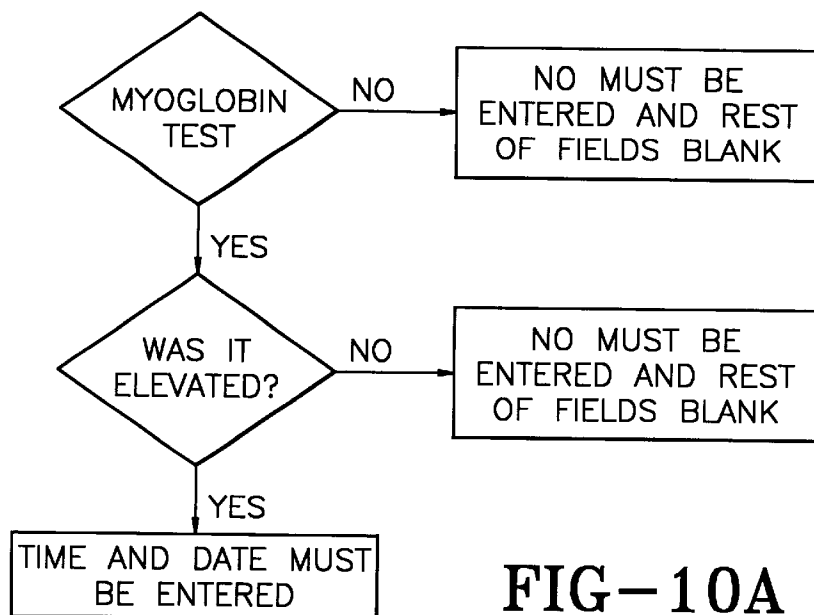 MYOGLOBIN
TEST
NO
NO MUST BE
ENTERED AND REST
OF FIELDS BLANK
YES
WAS IT
ELEVATED?
NO
NO MUST BE
ENTERED AND REST
OF FIELDS BLANK
YES
TIME AND DATE MUST
BE ENTERED
FIG-10A